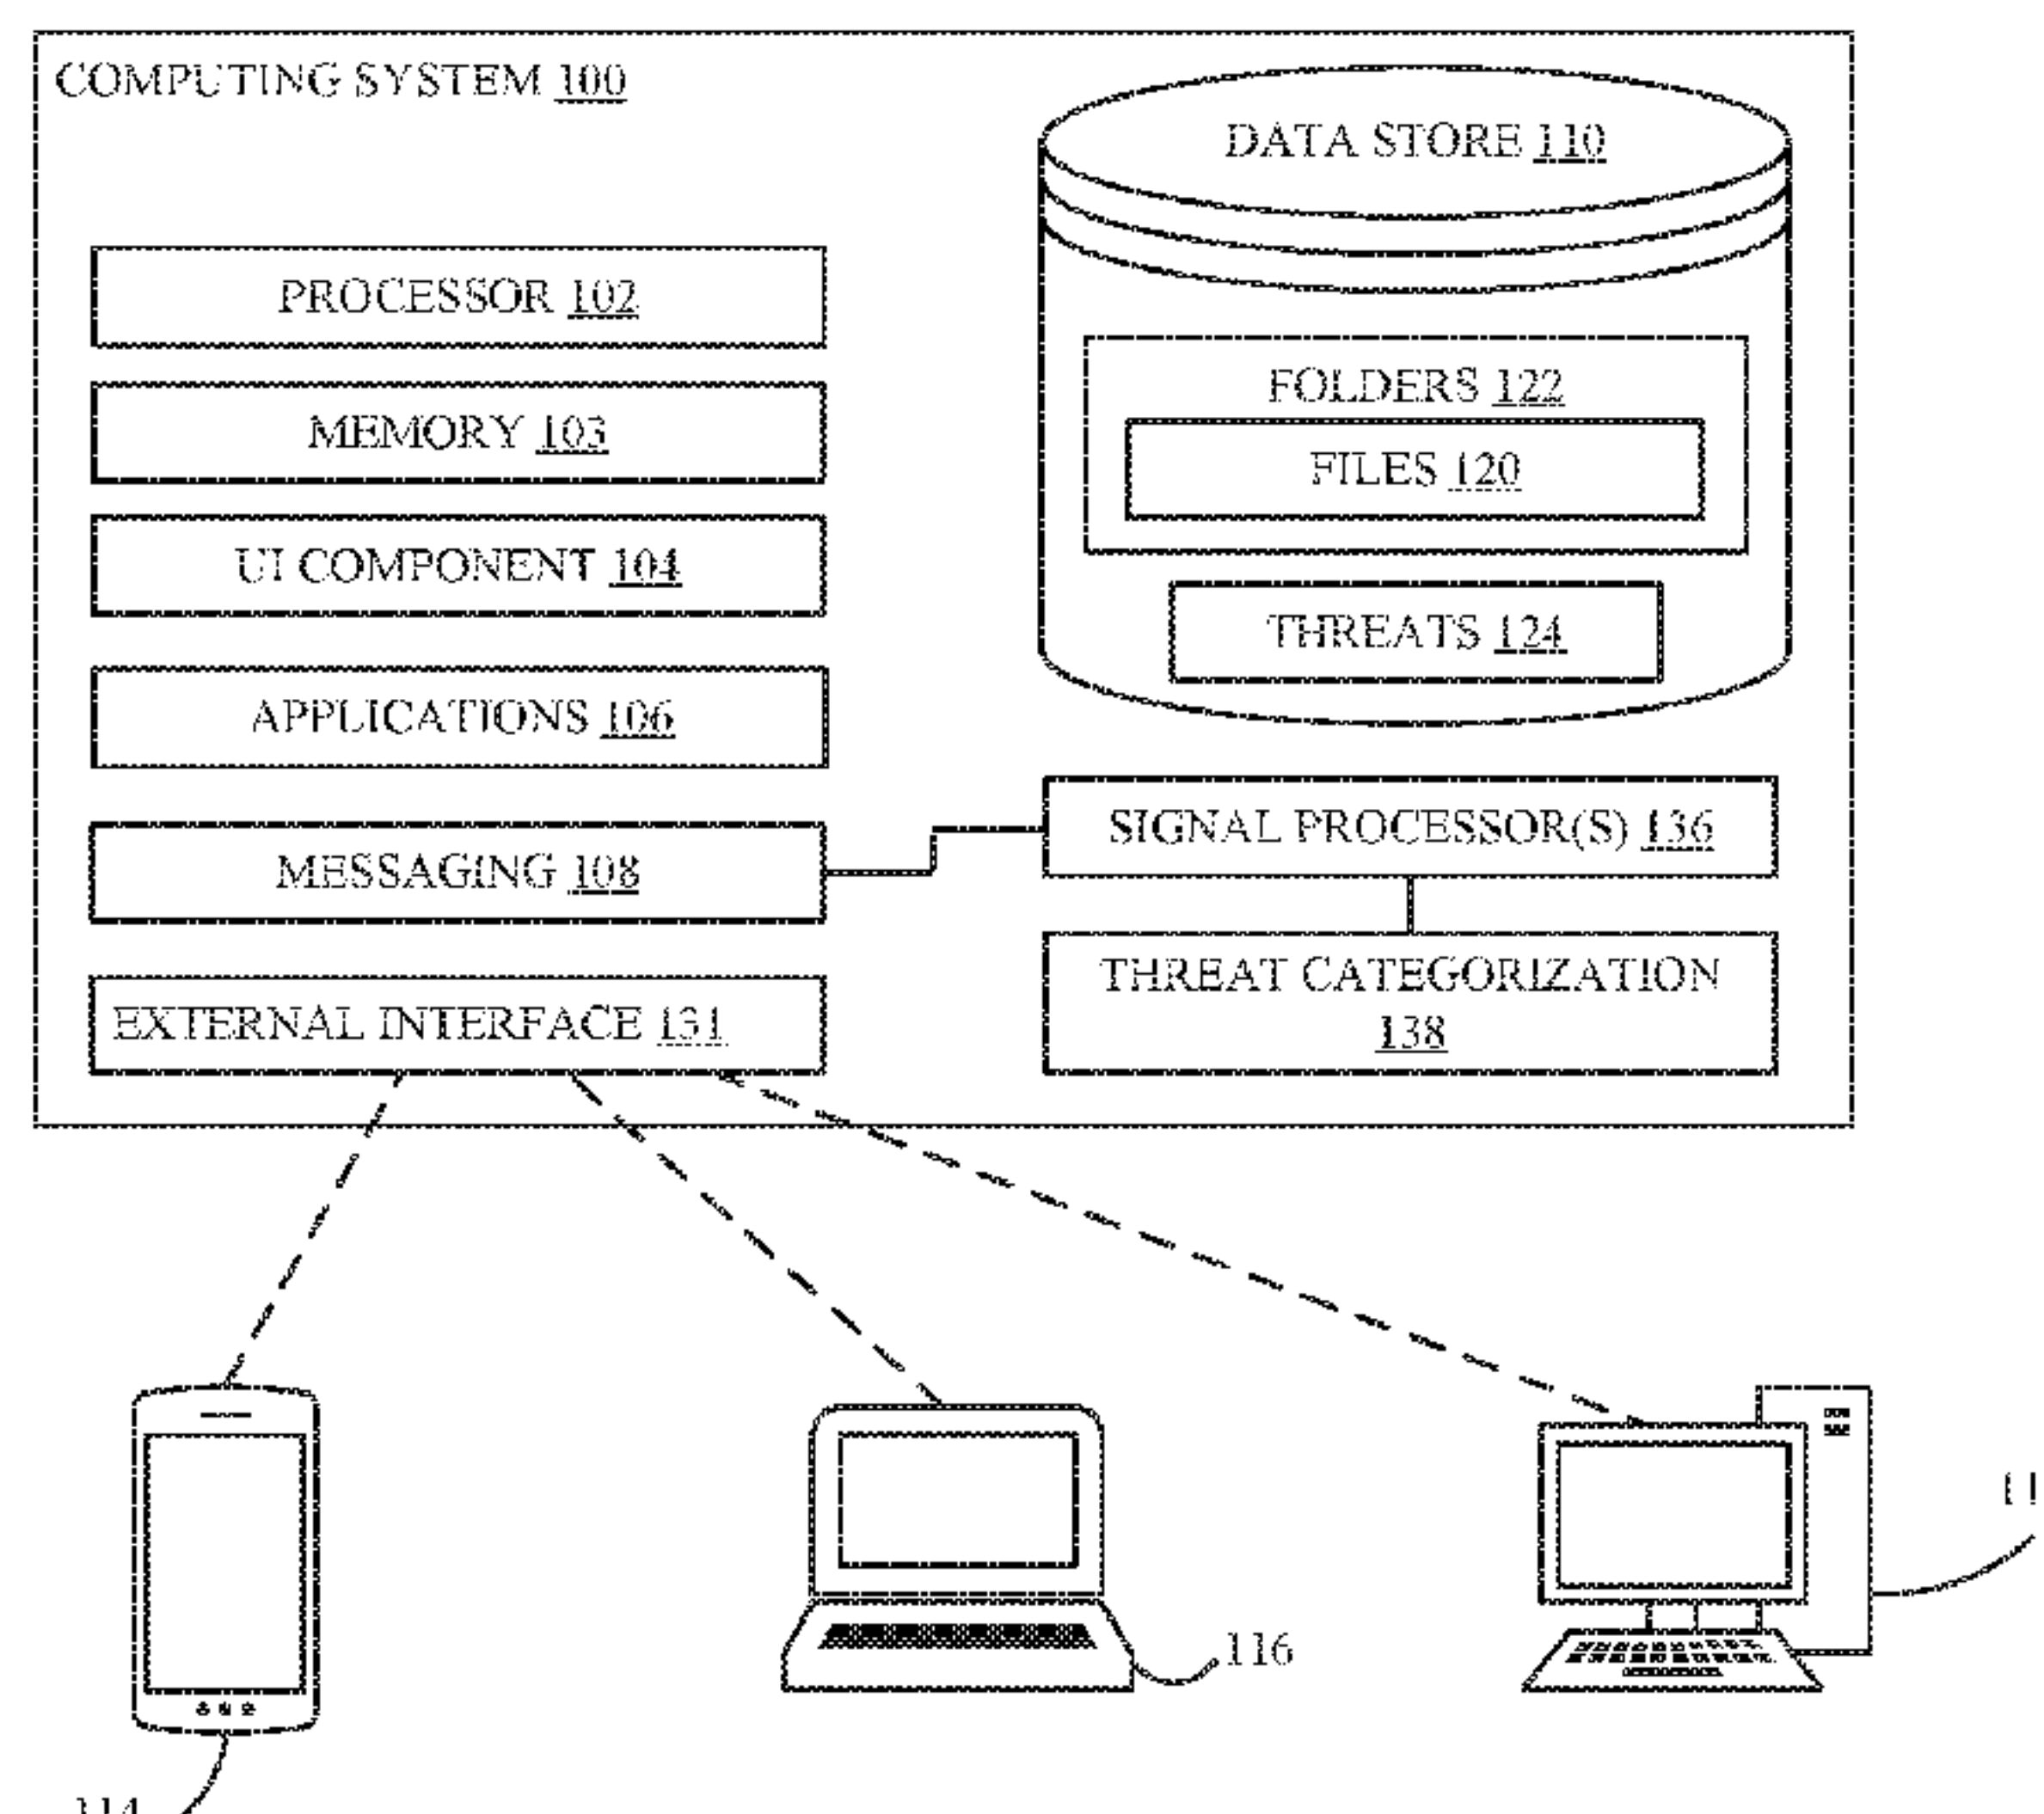 COMPUTING SYSTEM 100
DATA STORE 110
PROCESSOR 102
MEMORY 103
UI COMPONENT 104
APPLICATIONS 106
MESSAGING 108
EXTERNAL INTERFACE 131
FOLDERS 122
FILES 120
THREATS 124
SIGNAL PROCESSOR(S) 136
THREAT CATEGORIZATION
138
116
114